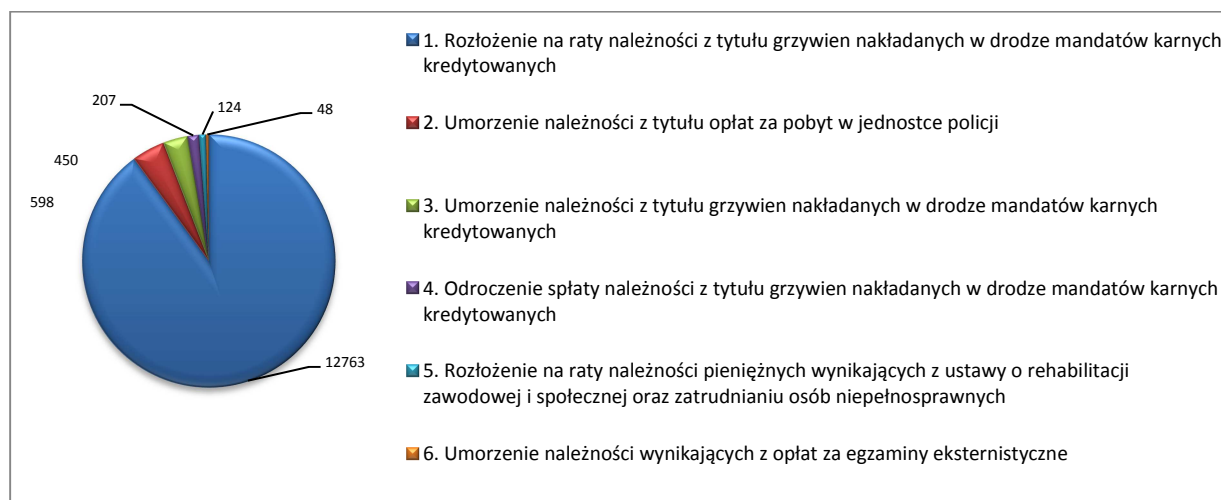 1. Rozłożenie na raty należności z tytułu grzywien nakładanych w drodze mandatów karnych
kredytowanych
207
124
48
2. Umorzenie należności z tytułu opłat za pobyt w jednostce policji
450
598
3. Umorzenie należności z tytułu grzywien nakładanych w drodze mandatów karnych
kredytowanych
4. Odroczenie spłaty należności z tytułu grzywien nakładanych w drodze mandatów karnych
kredytowanych
12763
5. Rozłożenie na raty należności pieniężnych wynikających z ustawy o rehabilitacji
zawodowej i społecznej oraz zatrudnianiu osób niepełnosprawnych
6. Umorzenie należności wynikających z opłat za egzaminy eksternistyczne